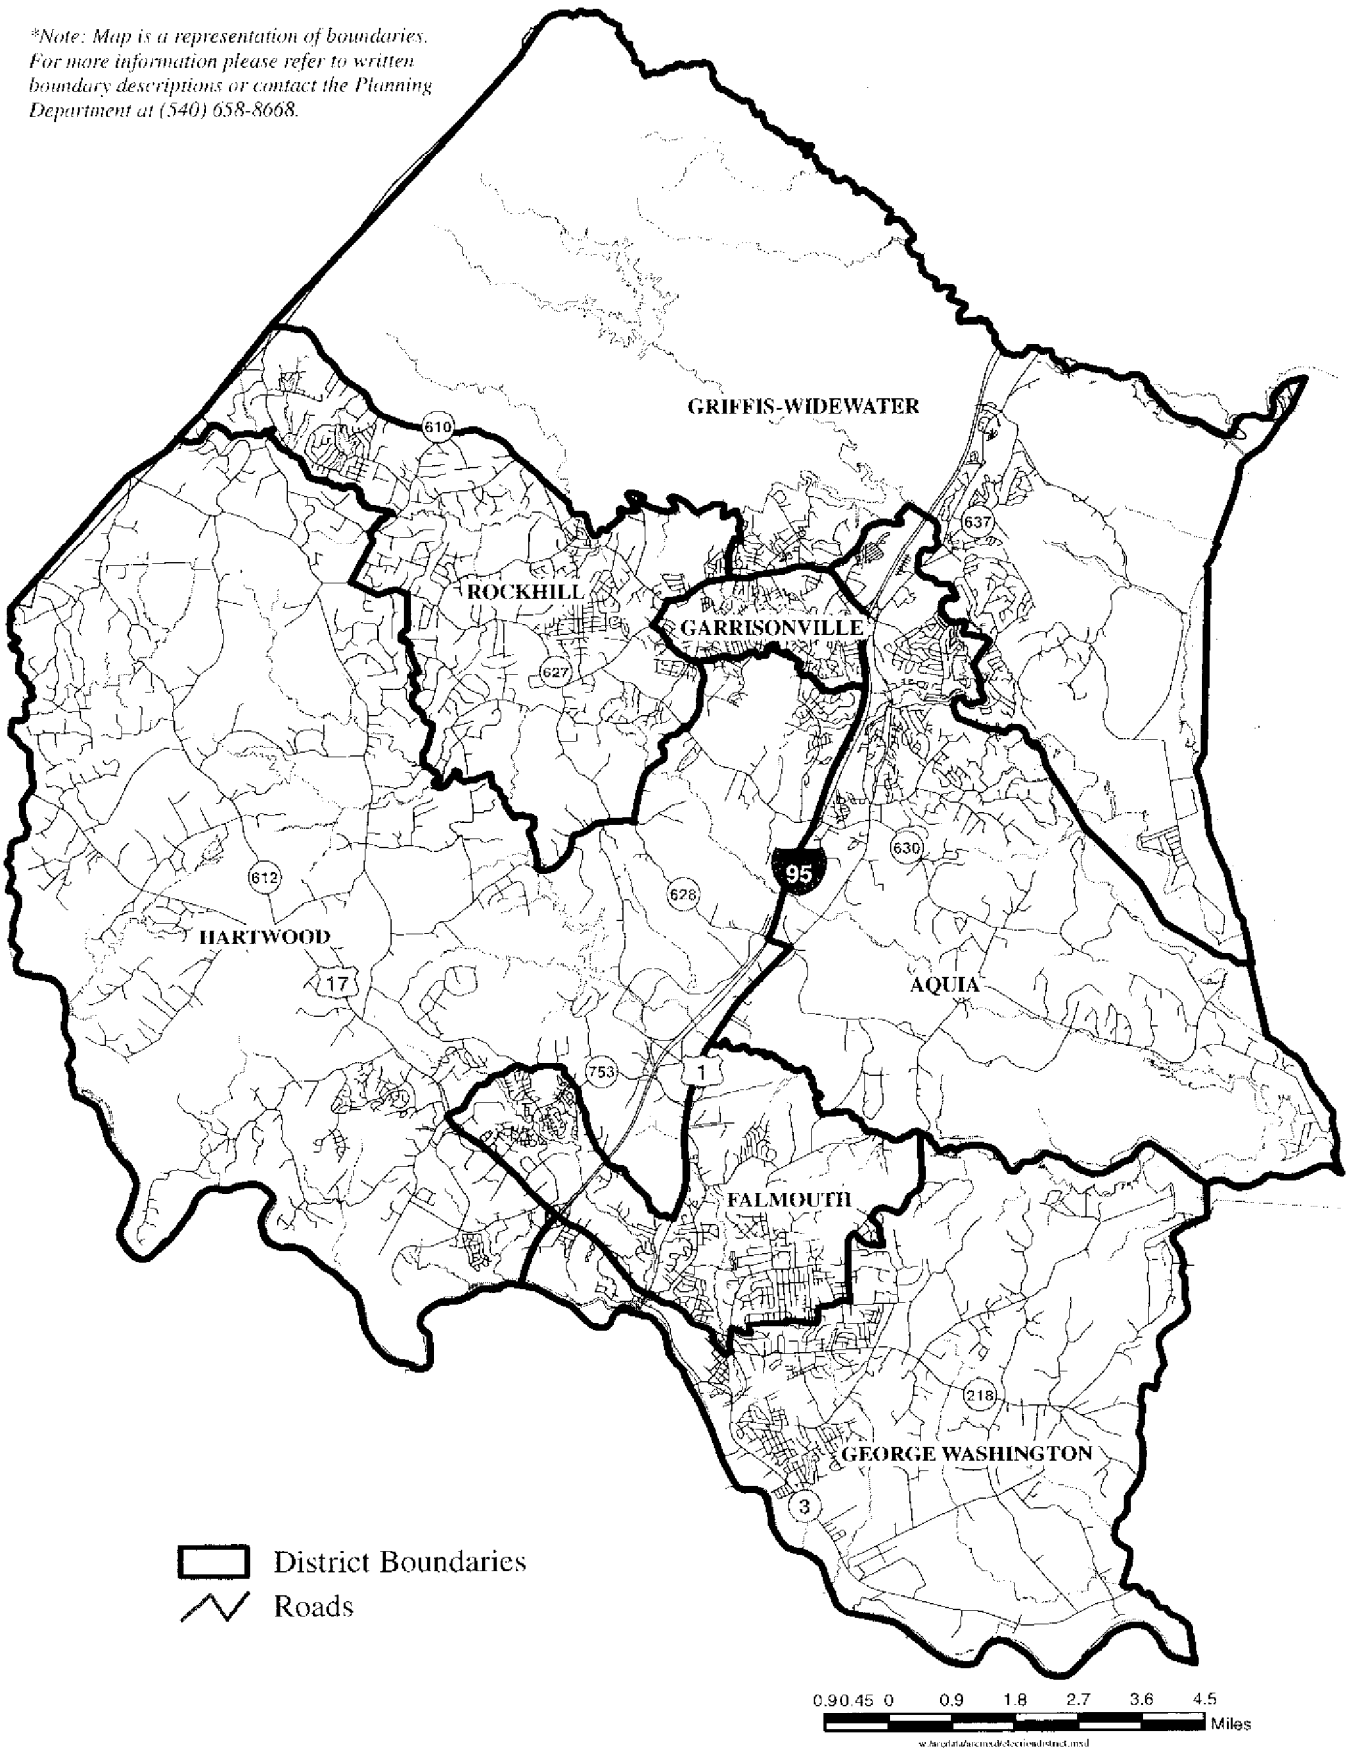 *Note: Map is a representation of boundaries.
For more information please refer to written
boundary descriptions or contact the Planning
Department at (540) 658-8668.
GRIFFIS-WIDEWATER
610
637
ROCKHILL
GARRISONVILLE
627
630
95
612
628
HARTWOOD
17
AQUIA
753
1
FALMOUTH
218
GEORGE WASHINGTON
3
District Boundaries
Roads
0.9 0.45 0 0.9 1.8 2.7 3.6 4.5
Miles